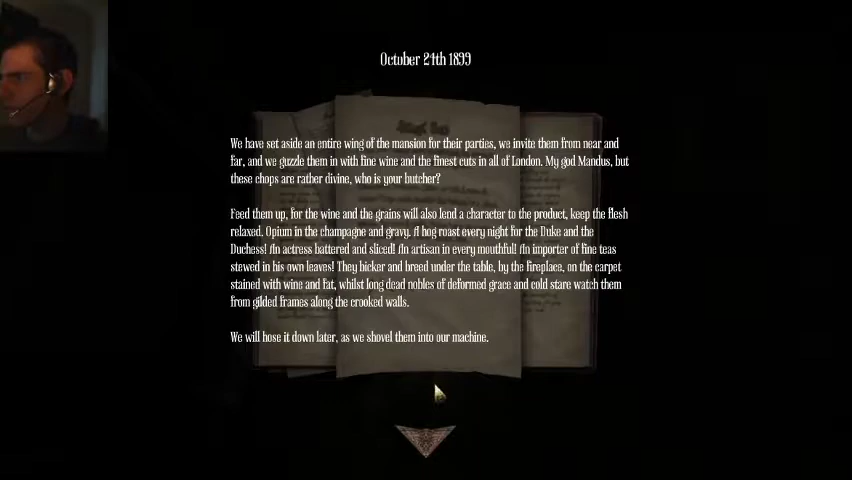 October 24th 1899
We have set aside an entire wing of the mansion for their parties, we invite them from near and
far, and we guzzle them in with fine wine and the finest cuts in all of London. My god Mandus, but
these chops are rather divine, who is your butcher?
Feed them up, for the wine and the grains will also lend a character to the product, keep the flesh
relaxed. Opium in the champagne and gravy. A hog roast every night for the Duke and the
Duchess! An actress battered and sliced! An artisan in every mouthful! An importer of fine teas
stewed in his own leaves! They bicker and breed under the table, by the fireplace, on the carpet
stained with wine and fat, whilst long dead nobles of deformed grace and cold stare watch them
from gilded frames along the crooked walls.
We will hose it down later, as we shovel them into our machine.